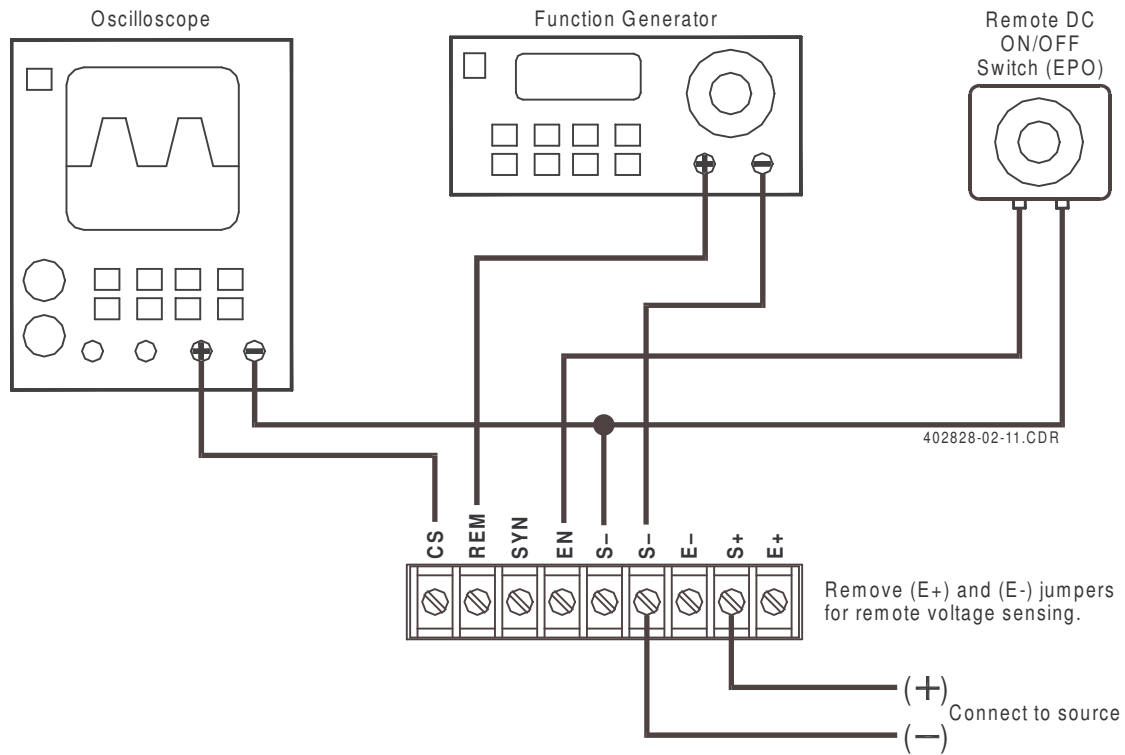 Oscilloscope
Function Generator
Remote DC
ON/OFF
Switch (EPO)
402828-02-11.CDR
CS
REM
SYN
EN
S–
S–
E–
S+
E+
Remove (E+) and (E-) jumpers
for remote voltage sensing.
(+)
Connect to source
(—)